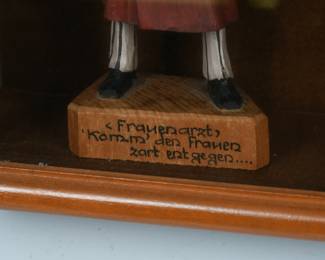 ‹ Frauenarzt,
'Komm' den Frauen
zart entgegen....